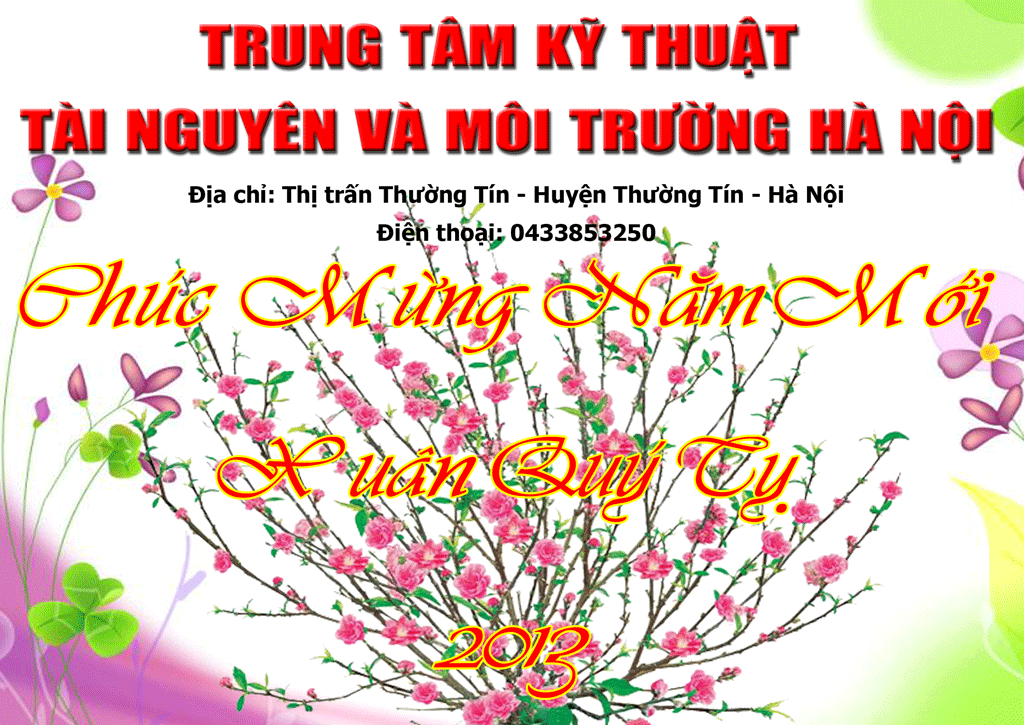 TRUNG TÂM KỸ THUẬT
TÀI NGUYÊN VÀ MÔI TRƯỜNG HÀ NỘI
Địa chỉ: Thị trấn Thường Tín - Huyện Thường Tín - Hà Nội
Điện thoại: 0433853250
Chúc Mừng Năm Mới
Xuân Quý Tỵ
2013